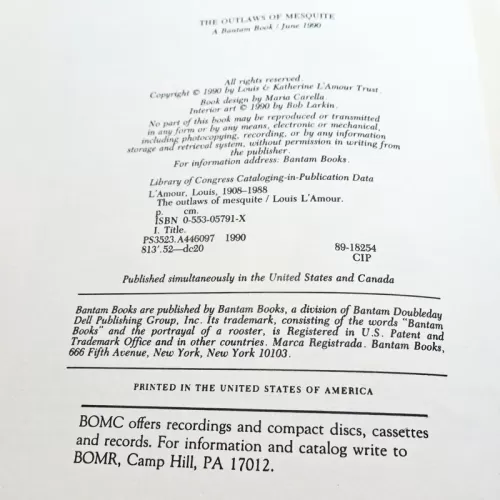 THE OUTLAWS OF MESQUITE
A Bantam Book / June 1990
All rights reserved.
Copyright © 1990 by Louis & Katherine L'Amour Trust.
Book design by Maria Carella.
Interior art © 1990 by Bob Larkin.
No part of this book may be reproduced or transmitted
in any form or by any means, electronic or mechanical,
including photocopying, recording, or by any information
storage and retrieval system, without permission in writing from
the publisher.
For information address: Bantam Books.
Library of Congress Cataloging-in-Publication Data
L'Amour, Louis, 1908–1988
The outlaws of mesquite / Louis L'Amour.
p. cm.
ISBN 0-553-05791-X
I. Title.
PS3523.A446097 1990
813'.52—dc20 89-18254
CIP
Published simultaneously in the United States and Canada
Bantam Books are published by Bantam Books, a division of Bantam Doubleday
Dell Publishing Group, Inc. Its trademark, consisting of the words "Bantam
Books" and the portrayal of a rooster, is Registered in U.S. Patent and
Trademark Office and in other countries. Marca Registrada. Bantam Books,
666 Fifth Avenue, New York, New York 10103.
PRINTED IN THE UNITED STATES OF AMERICA
BOMC offers recordings and compact discs, cassettes
and records. For information and catalog write to
BOMR, Camp Hill, PA 17012.